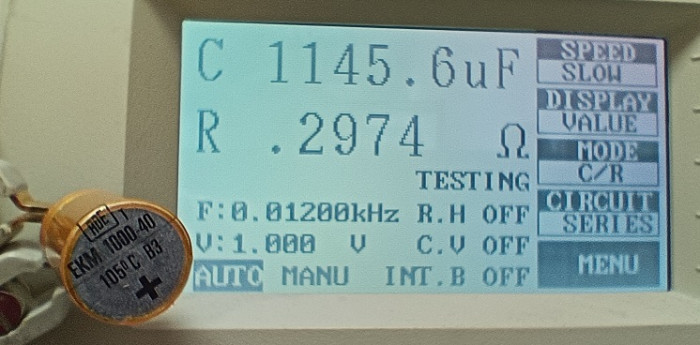 C 1145.6uF
R .2974 Ω
TESTING
F:0.01200kHz R.H OFF
V:1.000 V C.V OFF
AUTO MANU INT.B OFF
SPEED
SLOW
DISPLAY
VALUE
MODE
C/R
CIRCUIT
SERIES
MENU
EKM 1000-40
105°C B3
+